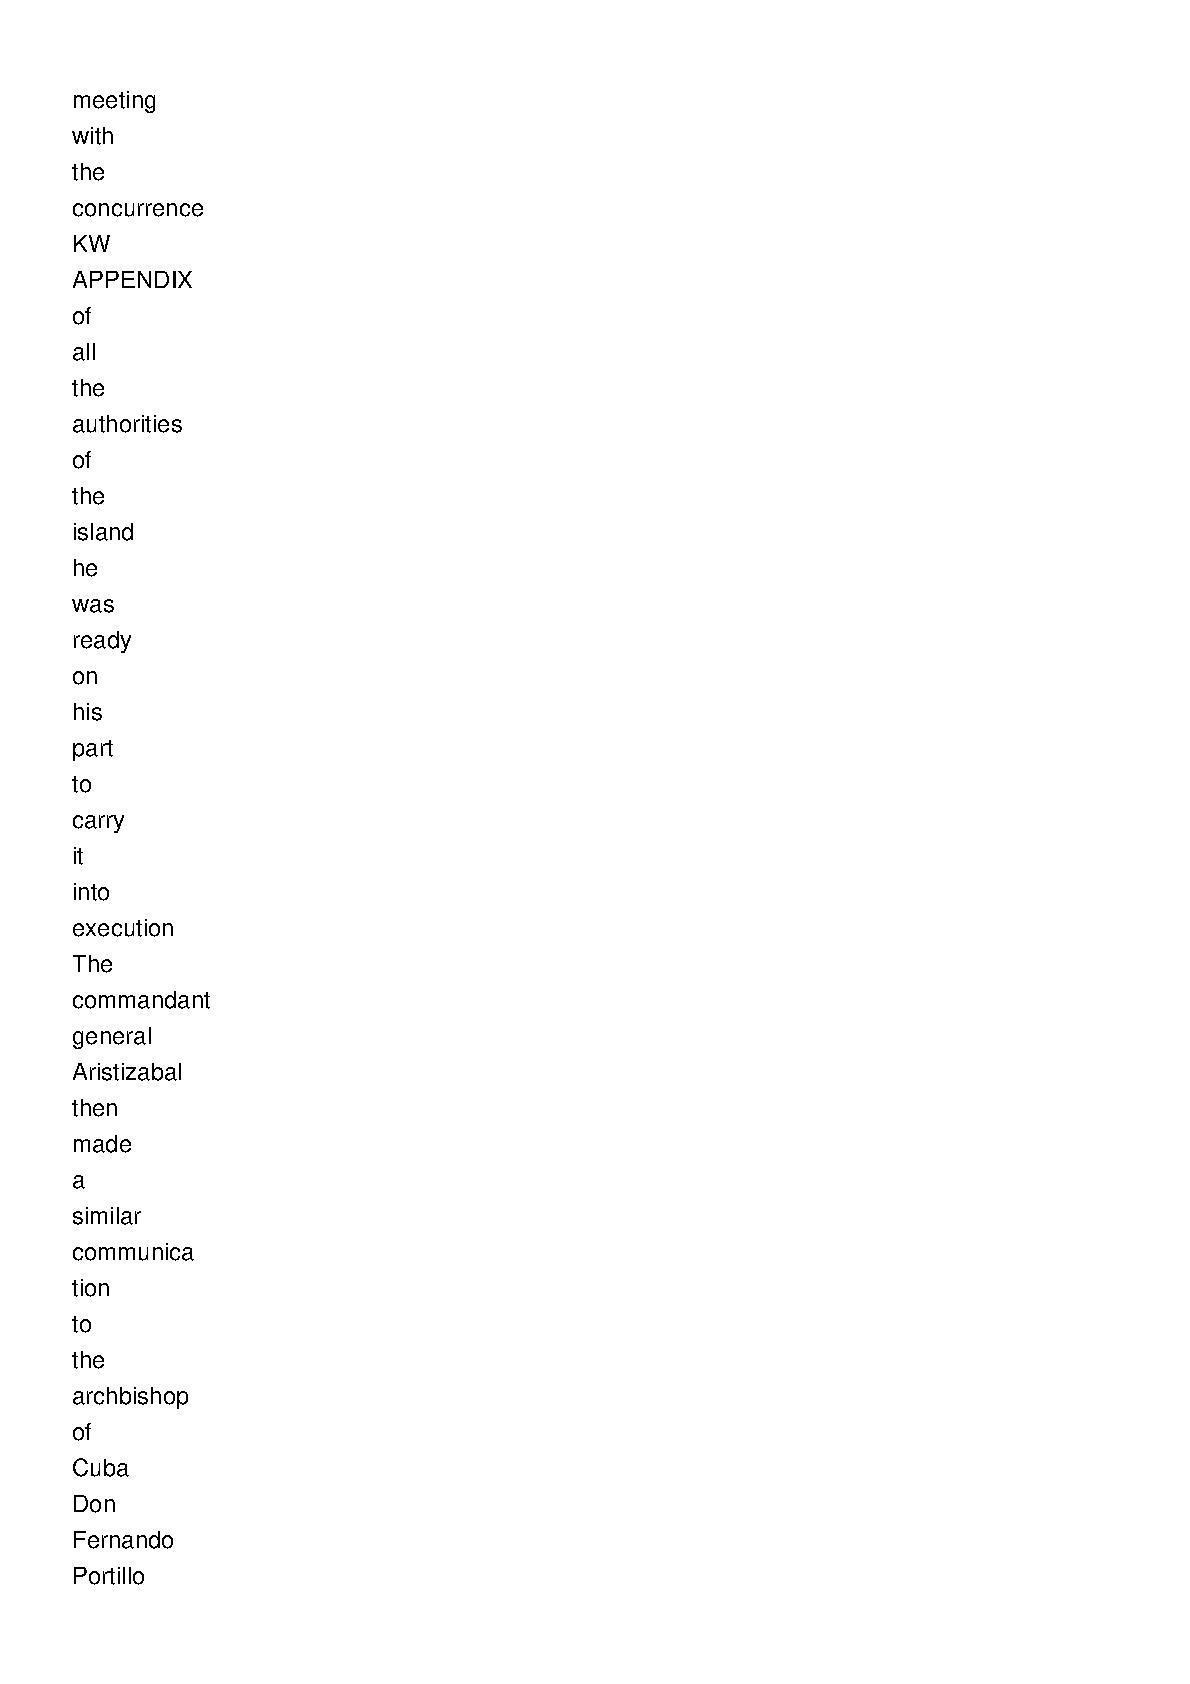 meeting
with
the
concurrence
KW
APPENDIX
of
all
the
authorities
of
the
island
he
was
ready
on
his
part
to
carry
it
into
execution
The
commandant
general
Aristizabal
then
made
a
similar
communica
tion
to
the
archbishop
of
Cuba
Don
Fernando
Portillo